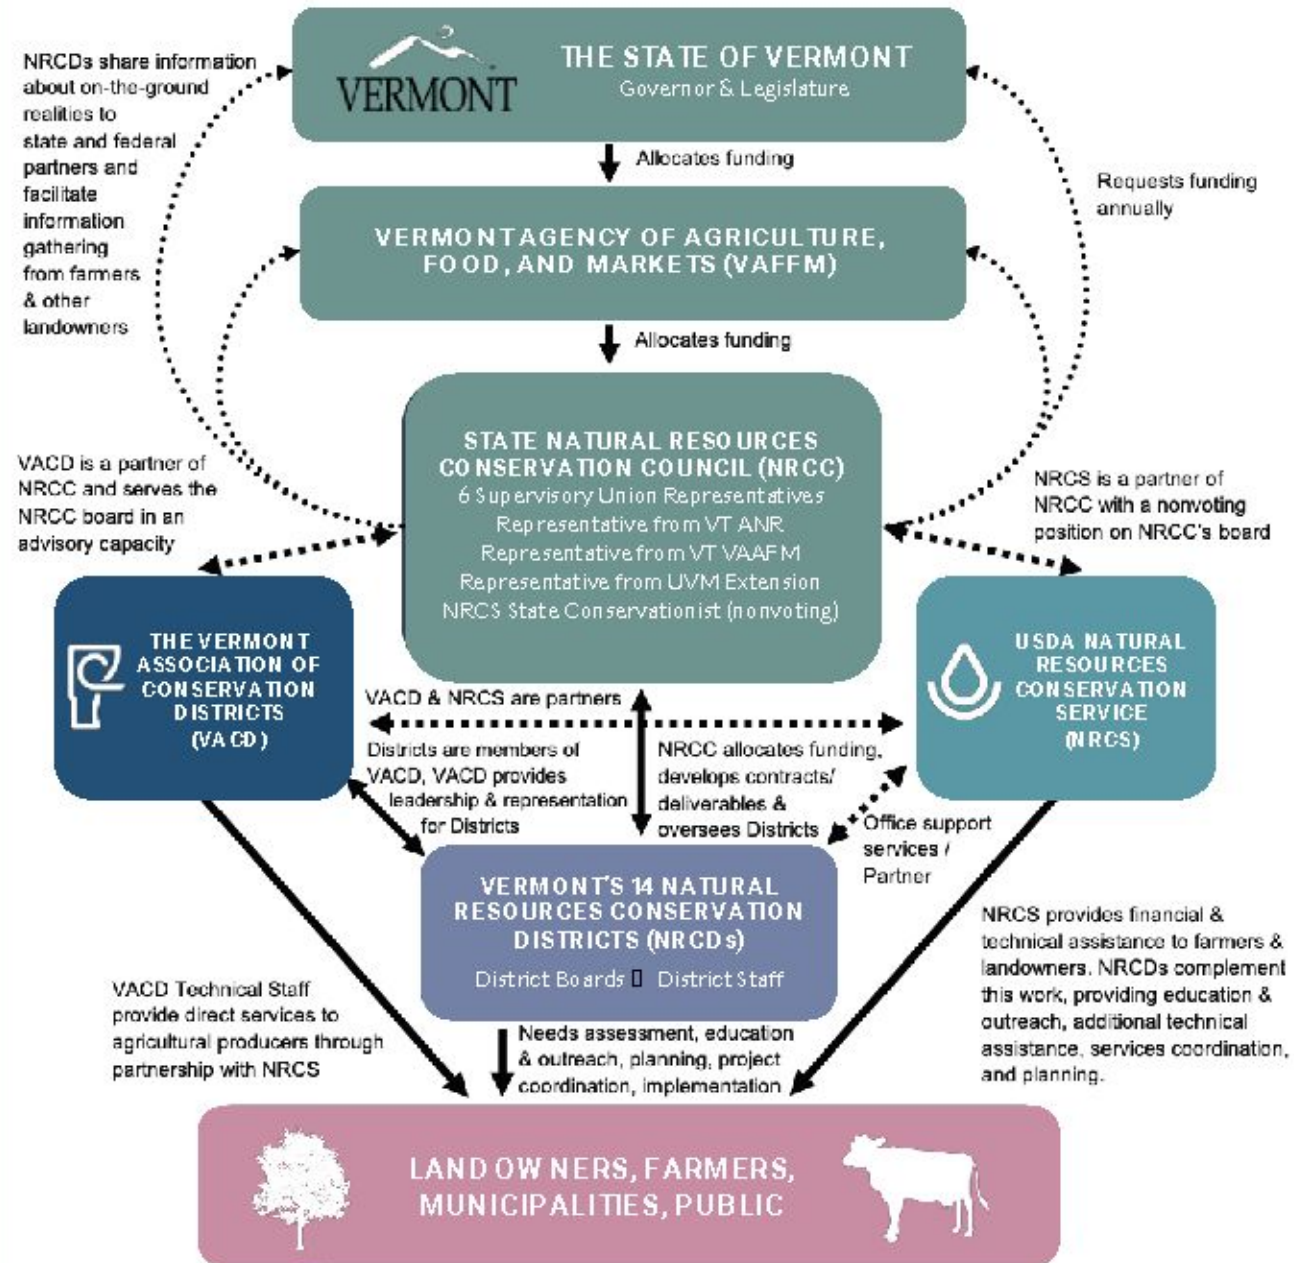 NRCDs share information
about on-the-ground
realities to
state and federal
partners and
facilitate
information
gathering
from farmers
& other
landowners
VERMONT
THE STATE OF VERMONT
Governor & Legislature
Allocates funding
Requests funding
annually
VERMONT AGENCY OF AGRICULTURE,
FOOD, AND MARKETS (VAFFM)
Allocates funding
STATE NATURAL RESOURCES
CONSERVATION COUNCIL (NRCC)
6 Supervisory Union Representatives
Representative from VT ANR
Representative from VT VAAFM
Representative from UVM Extension
NRCS State Conservationist (nonvoting)
VACD is a partner of
NRCC and serves the
NRCC board in an
advisory capacity
NRCS is a partner of
NRCC with a nonvoting
position on NRCC's board
THE VERMONT
ASSOCIATION OF
CONSERVATION
DISTRICTS
(VACD)
USDA NATURAL
RESOURCES
CONSERVATION
SERVICE
(NRCS)
VACD & NRCS are partners
Districts are members of
VACD, VACD provides
leadership & representation
for Districts
NRCC allocates funding,
develops contracts/
deliverables &
oversees Districts
Office support
services /
Partner
VERMONT'S 14 NATURAL
RESOURCES CONSERVATION
DISTRICTS (NRCDs)
District Boards ▯ District Staff
VACD Technical Staff
provide direct services to
agricultural producers through
partnership with NRCS
Needs assessment, education
& outreach, planning, project
coordination, implementation
NRCS provides financial &
technical assistance to farmers &
landowners. NRCDs complement
this work, providing education &
outreach, additional technical
assistance, services coordination,
and planning.
LANDOWNERS, FARMERS,
MUNICIPALITIES, PUBLIC